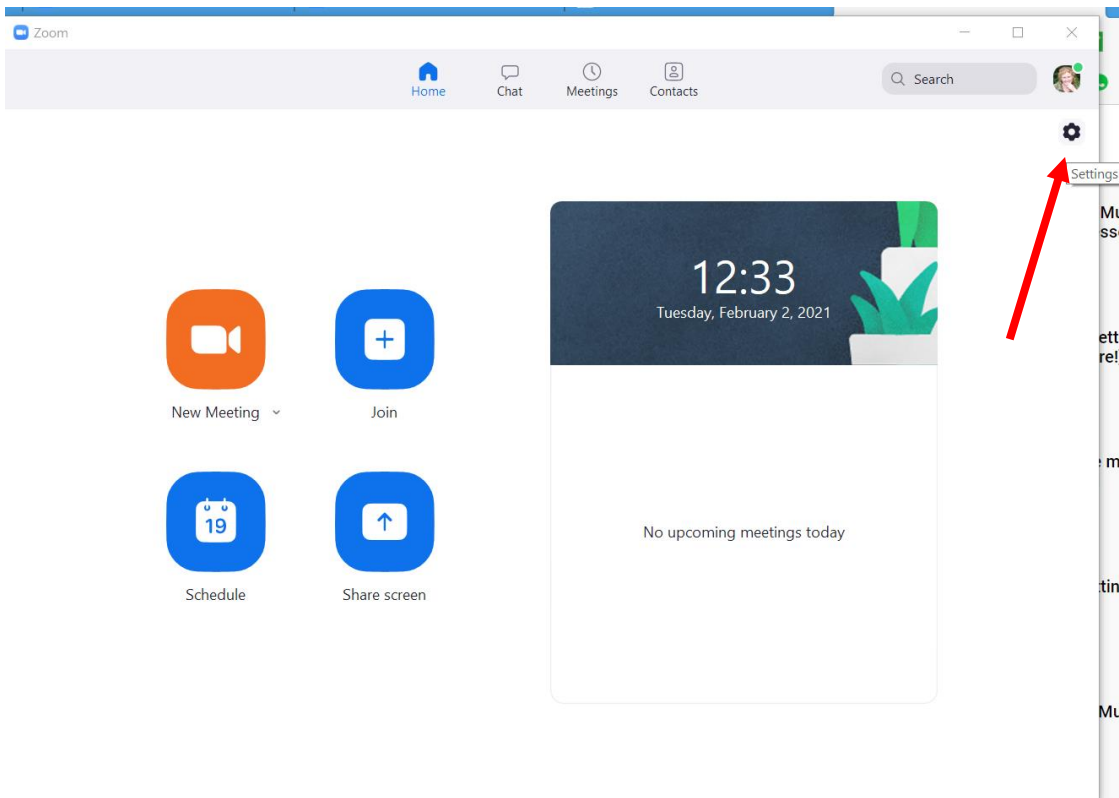 Zoom
Home
Chat
Meetings
Contacts
Search
Settings
12:33
Tuesday, February 2, 2021
New Meeting
Join
19
Schedule
Share screen
No upcoming meetings today